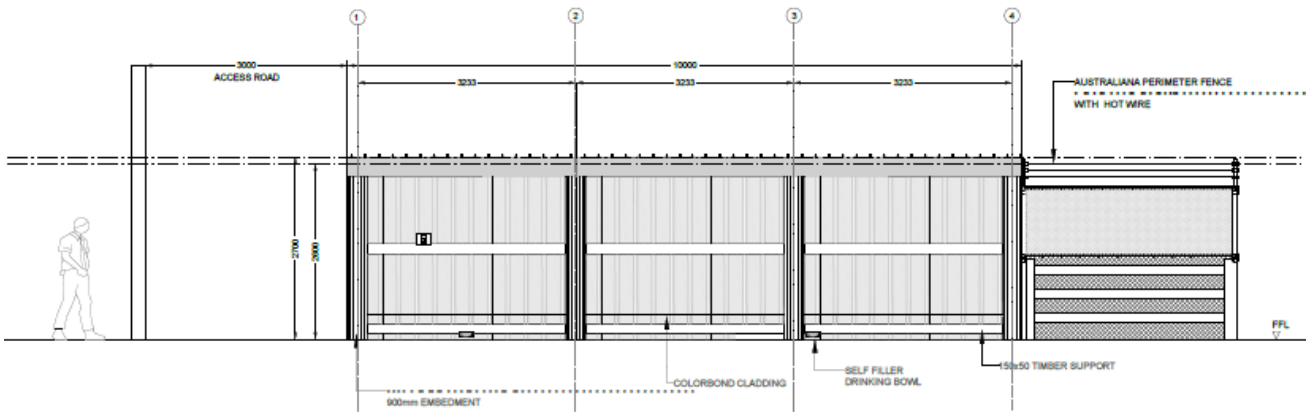 1
2
3
4
3000
10000
ACCESS ROAD
3233
3233
3233
AUSTRALIANA PERIMETER FENCE
WITH HOT WIRE
2700
2600
FFL
SELF FILLER
DRINKING BOWL
150x50 TIMBER SUPPORT
COLORBOND CLADDING
900mm EMBEDMENT